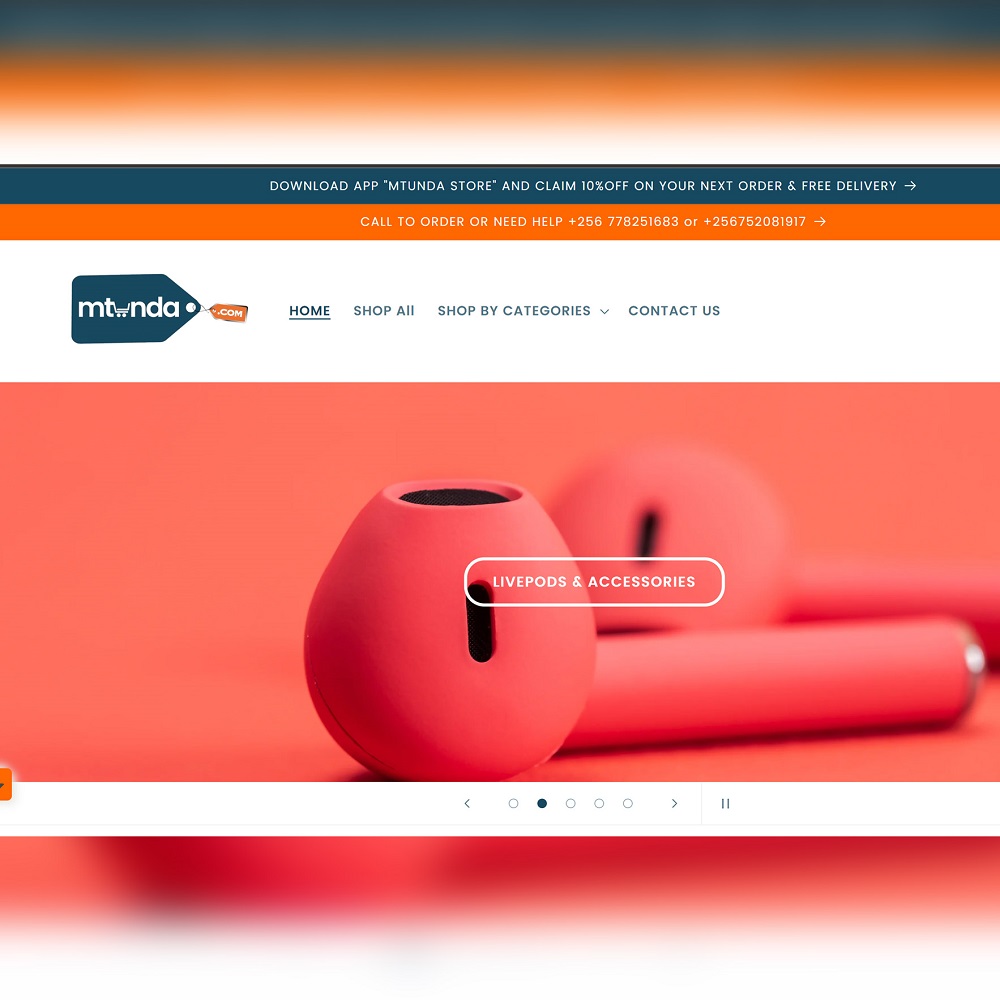 DOWNLOAD APP "MTUNDA STORE" AND CLAIM 10%OFF ON YOUR NEXT ORDER & FREE DELIVERY →
CALL TO ORDER OR NEED HELP +256 778251683 or +256752081917 →
mtunda
.COM
HOME
SHOP All
SHOP BY CATEGORIES
CONTACT US
LIVEPODS & ACCESSORIES